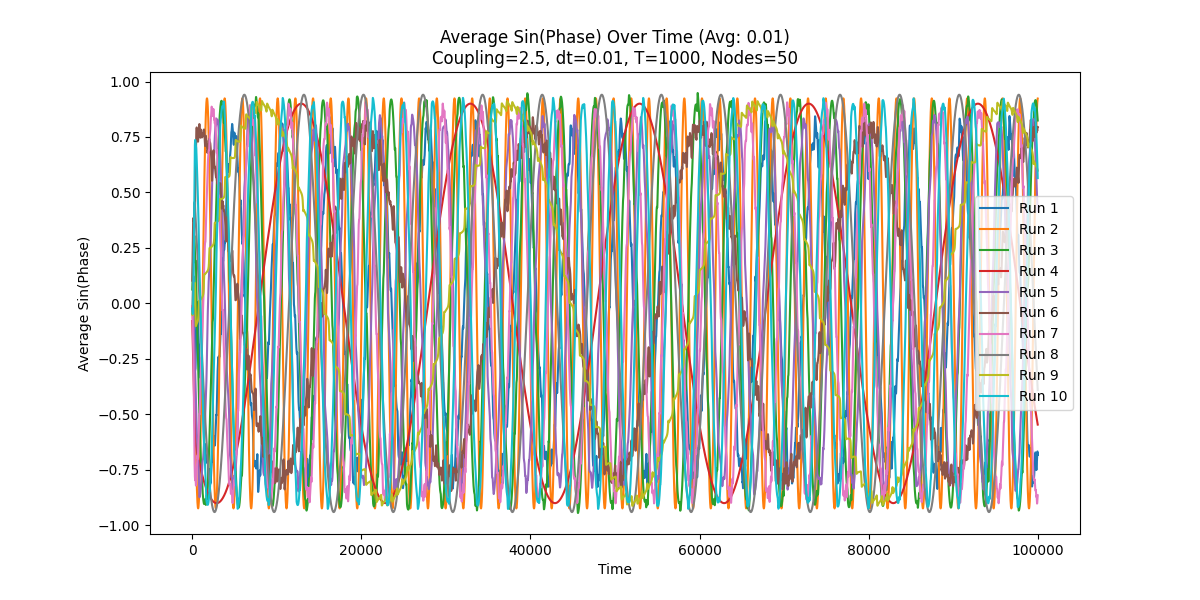 Average Sin(Phase) Over Time (Avg: 0.01)
Coupling=2.5, dt=0.01, T=1000, Nodes=50
Average Sin(Phase)
1.00
0.75
0.50
0.25
0.00
−0.25
−0.50
−0.75
−1.00
Run 1
Run 2
Run 3
Run 4
Run 5
Run 6
Run 7
Run 8
Run 9
Run 10
0
20000
40000
60000
80000
100000
Time